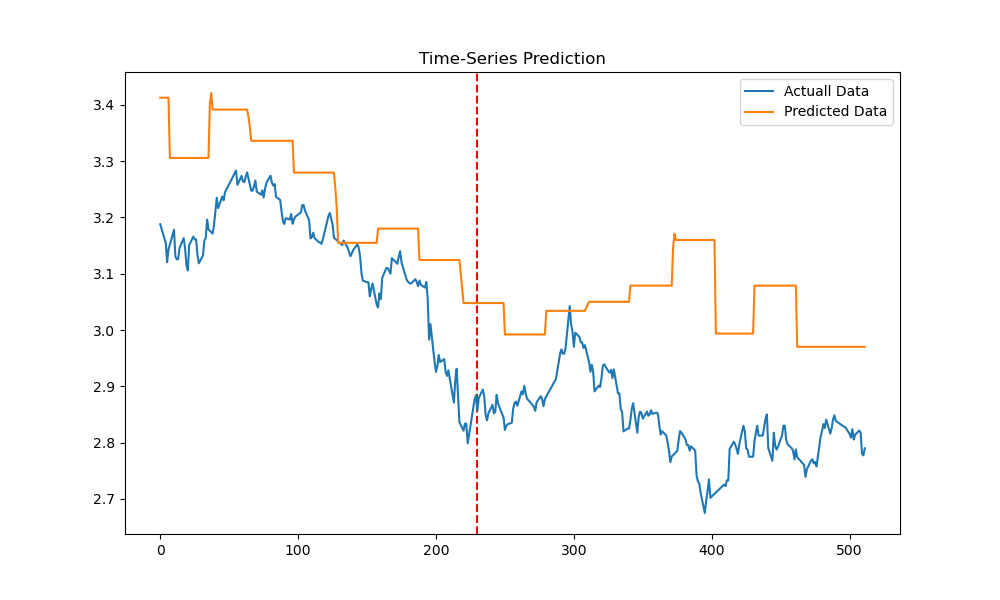 Time-Series Prediction
Actuall Data
Predicted Data
3.4
3.3
3.2
3.1
3.0
2.9
2.8
2.7
0 100 200 300 400 500